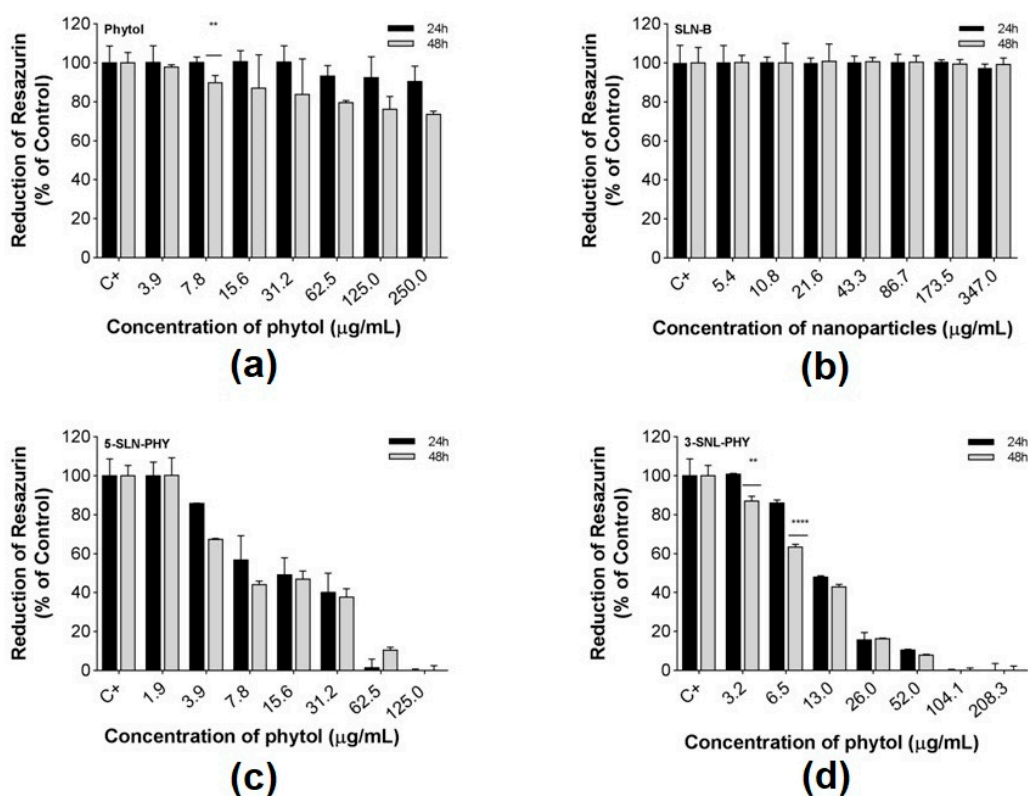 Phytol
**
24h
48h
120
100
80
60
40
20
0
Reduction of Resazurin
(% of Control)
C+ 3.9 7.8 15.6 31.2 62.5 125.0 250.0
Concentration of phytol (μg/mL)
(a)
SLN-B
24h
48h
120
100
80
60
40
20
0
Reduction of Resazurin
(% of Control)
C+ 5.4 10.8 21.6 43.3 86.7 173.5 347.0
Concentration of nanoparticles (μg/mL)
(b)
5-SLN-PHY
24h
48h
120
100
80
60
40
20
0
Reduction of Resazurin
(% of Control)
C+ 1.9 3.9 7.8 15.6 31.2 62.5 125.0
Concentration of phytol (μg/mL)
(c)
3-SNL-PHY
24h
48h
**
****
120
100
80
60
40
20
0
Reduction of Resazurin
(% of Control)
C+ 3.2 6.5 13.0 26.0 52.0 104.1 208.3
Concentration of phytol (μg/mL)
(d)